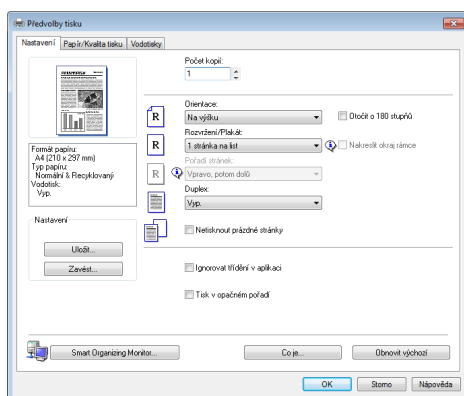 Předvolby tisku
Nastavení Papír/Kvalita tisku Vodotisky
Počet kopií:
1
Orientace:
Na výšku
Otočit o 180 stupňů
Rozvržení/Plakát:
1 stránka na list
Nakreslit okraj rámce
Pořadí stránek:
Vpravo, potom dolů
Duplex:
Vyp.
Netisknout prázdné stránky
Ignorovat třídění v aplikaci
Tisk v opačném pořadí
Formát papíru:
A4 (210 x 297 mm)
Typ papíru:
Normální & Recyklovaný
Vodotisk:
Vyp.
Nastavení
Uložit...
Zavést...
R
R
R
Smart Organizing Monitor...
Co je...
Obnovit výchozí
OK
Storno
Nápověda